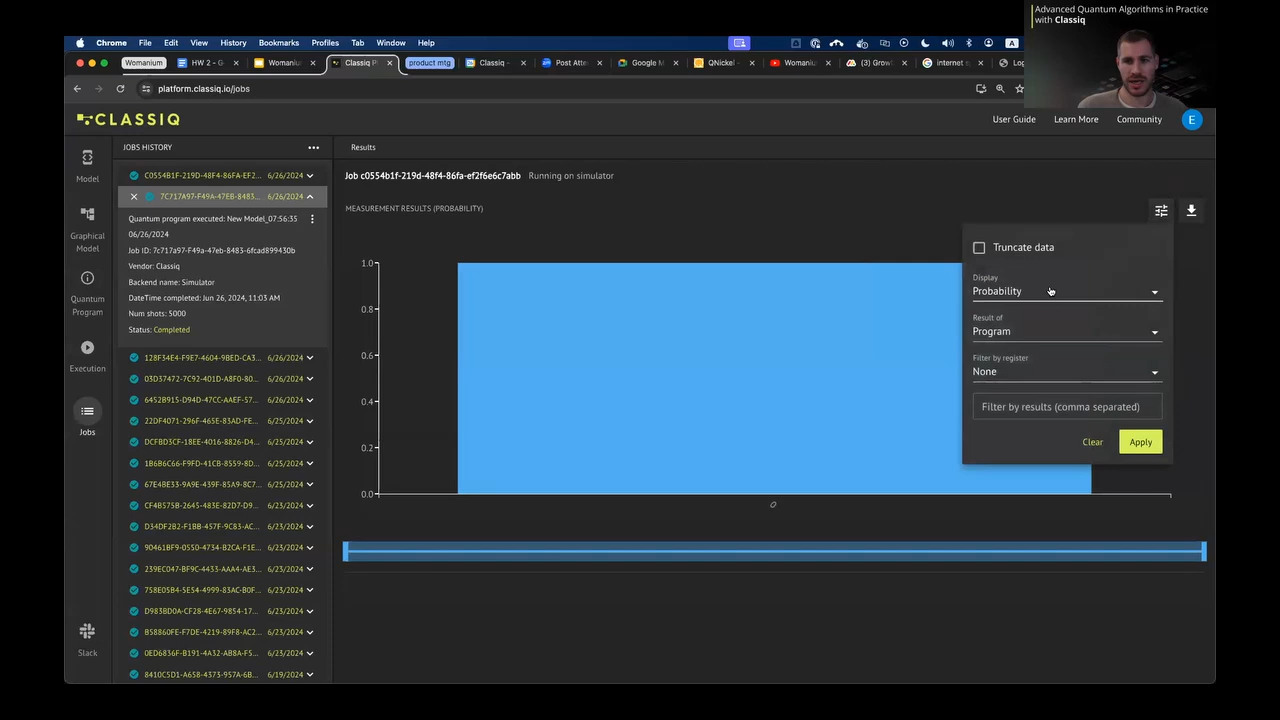 Advanced Quantum Algorithms in Practice
with Classiq
Chrome File Edit View History Bookmarks Profiles Tab Window Help
A
Womanium
HW 2 - G
Womaniu
Classiq P
product mtg
Classiq -
Post Atte
Google M
QNickel -
Womaniu
(3) Grow
internet s
Log
platform.classiq.io/jobs
CLASSIQ
User Guide
Learn More
Community
E
Model
Graphical
Model
Quantum
Program
Execution
Jobs
Slack
JOBS HISTORY
C0554B1F-219D-48F4-86FA-EF2... 6/26/2024
7C717A97-F49A-47EB-8483... 6/26/2024
Quantum program executed: New Model_07:56:35
06/26/2024
Job ID: 7c717a97-F49a-47eb-8483-6fcad899430b
Vendor: Classiq
Backend name: Simulator
DateTime completed: Jun 26, 2024, 11:03 AM
Num shots: 5000
Status: Completed
128F34E4-F9E7-4604-9BED-CA3... 6/26/2024
03D37472-7C92-401D-A8F0-80... 6/26/2024
6452B915-D94D-47CC-AAEF-57... 6/26/2024
22DF4071-296F-465E-83AD-FE... 6/25/2024
DCFBD3CF-18EE-4016-8826-D4... 6/25/2024
1B6B6C66-F9FD-41CB-8559-8D... 6/25/2024
67E4BE33-9A9E-439F-85A9-8C7... 6/25/2024
CF4B575B-2645-483E-82D7-D9... 6/23/2024
D34DF2B2-F1BB-457F-9C83-AC... 6/23/2024
90461BF9-0550-4734-B2CA-F1E... 6/23/2024
239EC047-BF9C-4433-AAA4-AE3... 6/23/2024
758E05B4-5E54-4999-83AC-B0F... 6/23/2024
D983BD0A-CF28-4E67-9854-17... 6/23/2024
B58860FE-F7DE-4219-89F8-AC2... 6/23/2024
0ED6836F-B191-4A32-AB8A-F5... 6/23/2024
8410C5D1-A658-4373-957A-6B... 6/19/2024
Results
Job c0554b1f-219d-48f4-86fa-ef2f6e6c7abb Running on simulator
MEASUREMENT RESULTS (PROBABILITY)
1.0
0.8
0.6
0.4
0.2
0.0
0
Truncate data
Display
Probability
Result of
Program
Filter by register
None
Filter by results (comma separated)
Clear
Apply